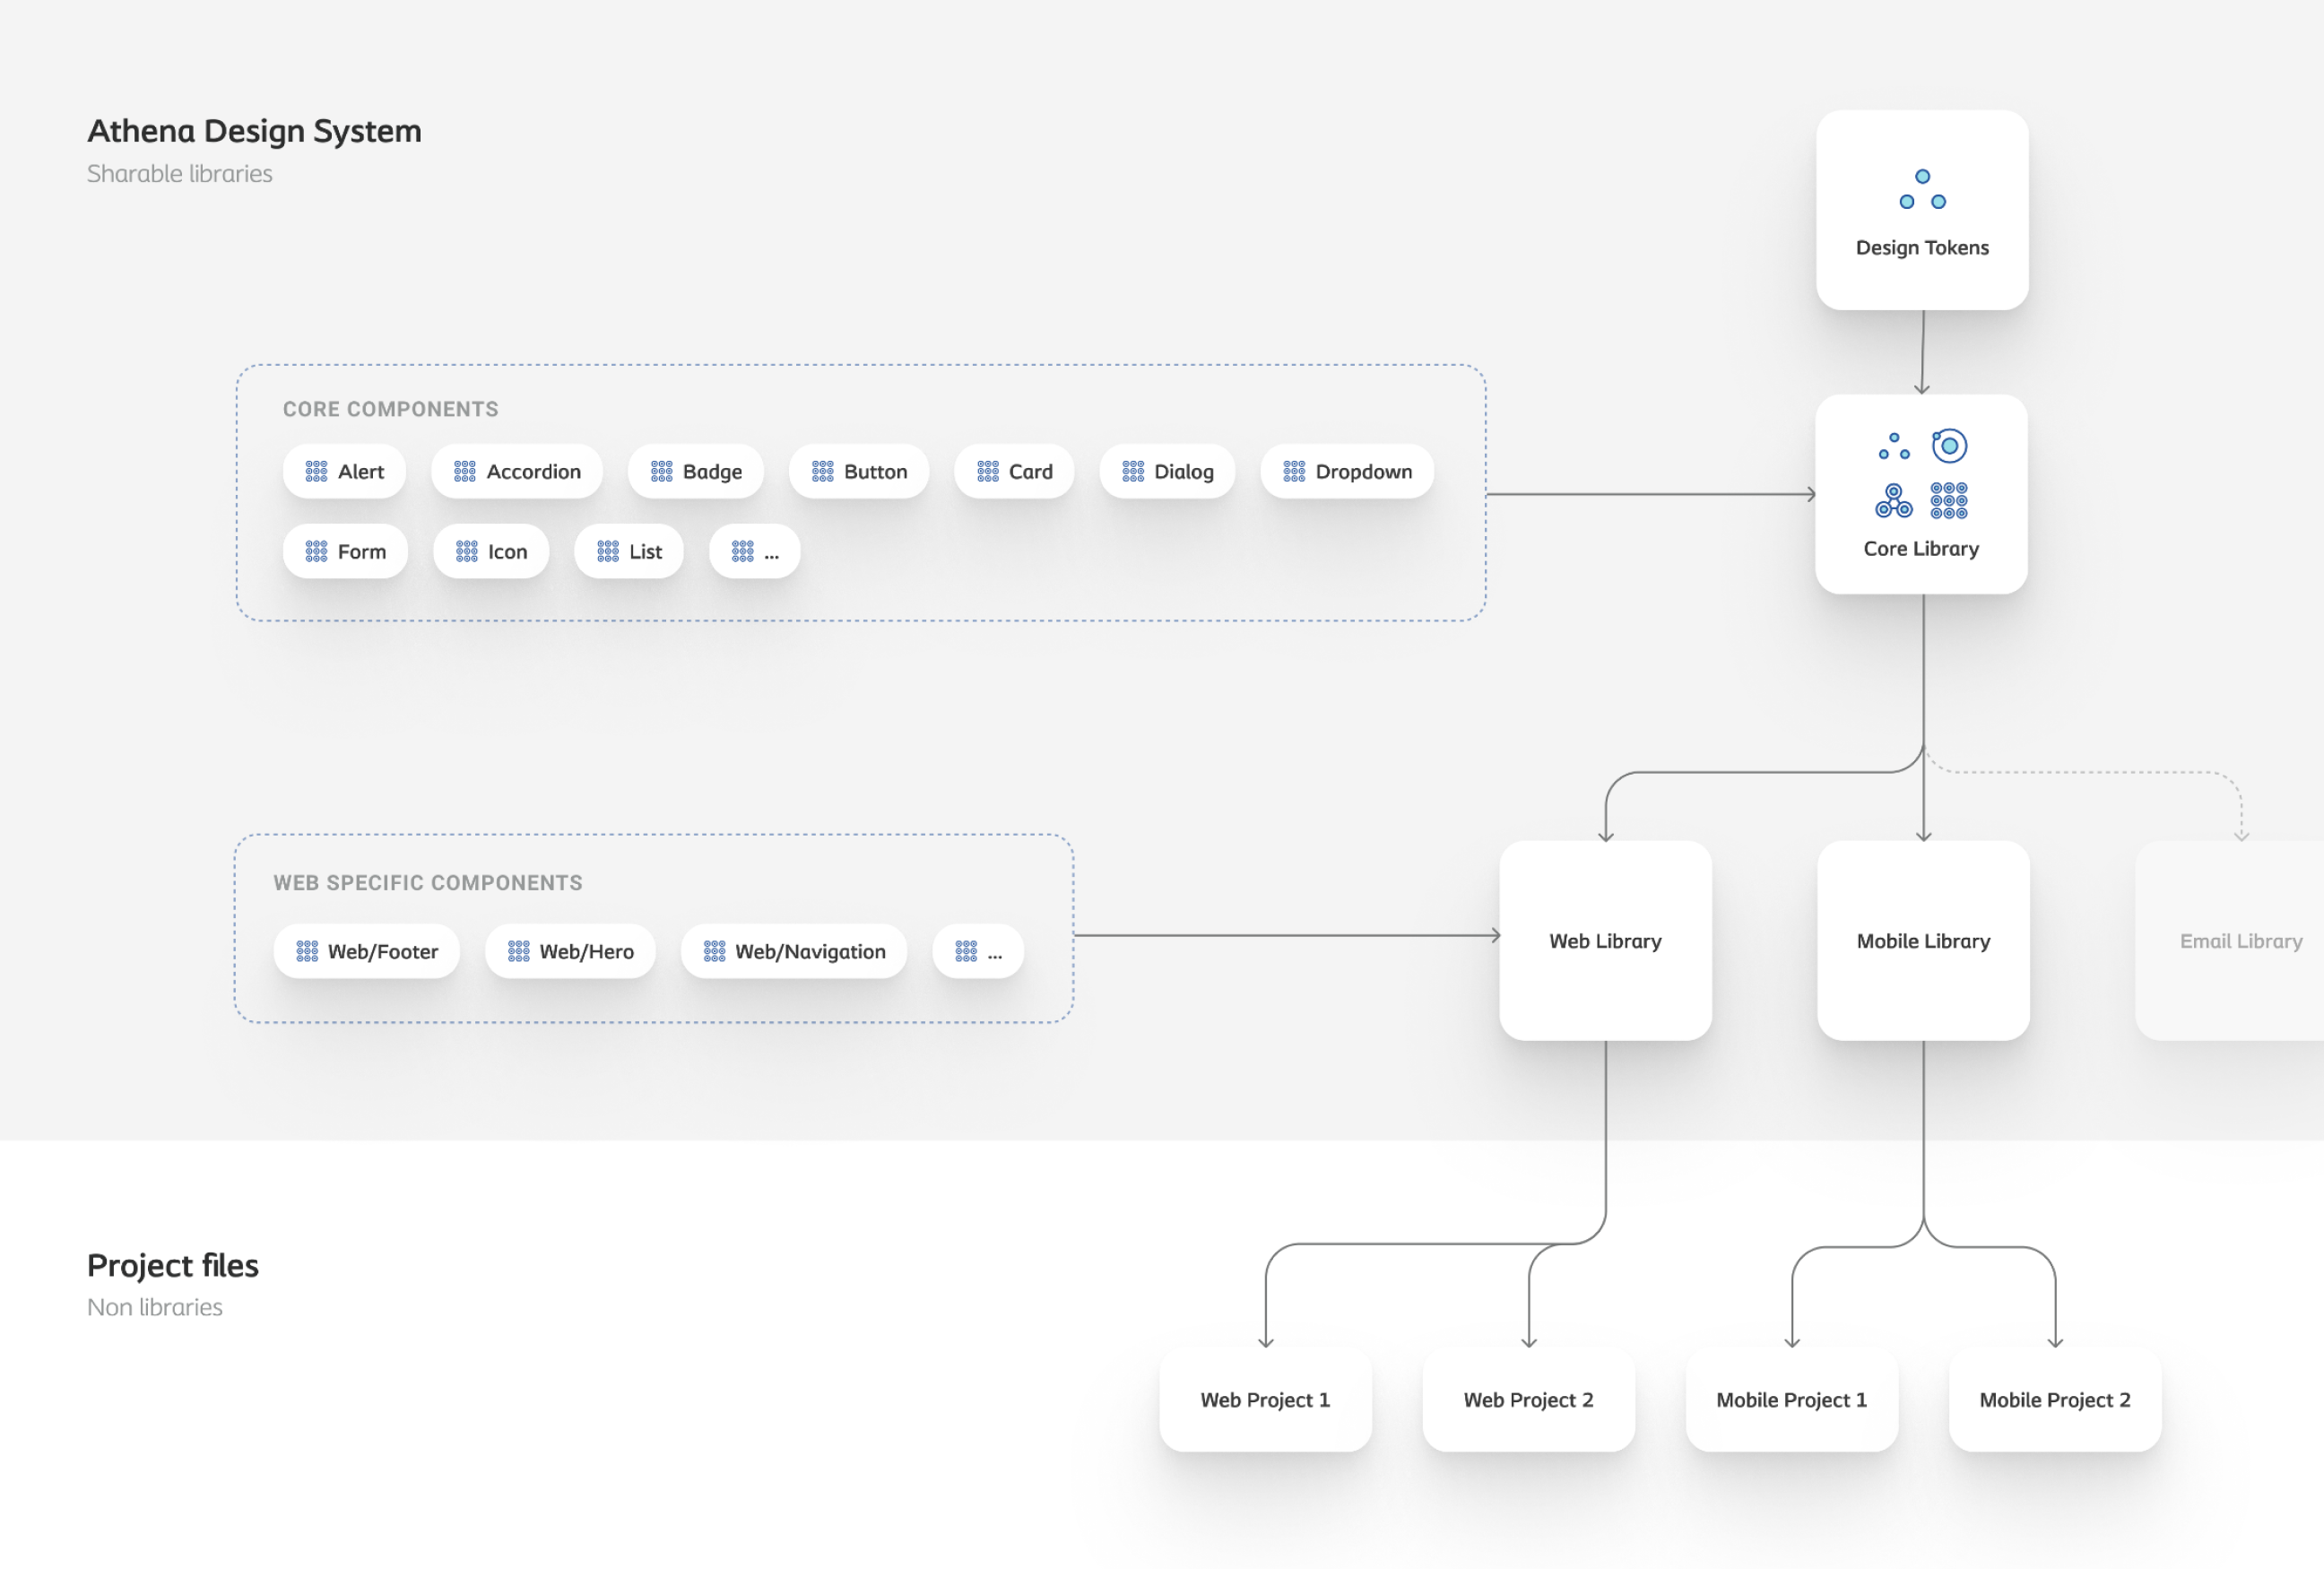 Athena Design System
Sharable libraries
Design Tokens
CORE COMPONENTS
Alert Accordion Badge Button Card Dialog Dropdown
Form Icon List ...
Core Library
WEB SPECIFIC COMPONENTS
Web/Footer Web/Hero Web/Navigation ...
Web Library Mobile Library Email Library
Project files
Non libraries
Web Project 1 Web Project 2 Mobile Project 1 Mobile Project 2